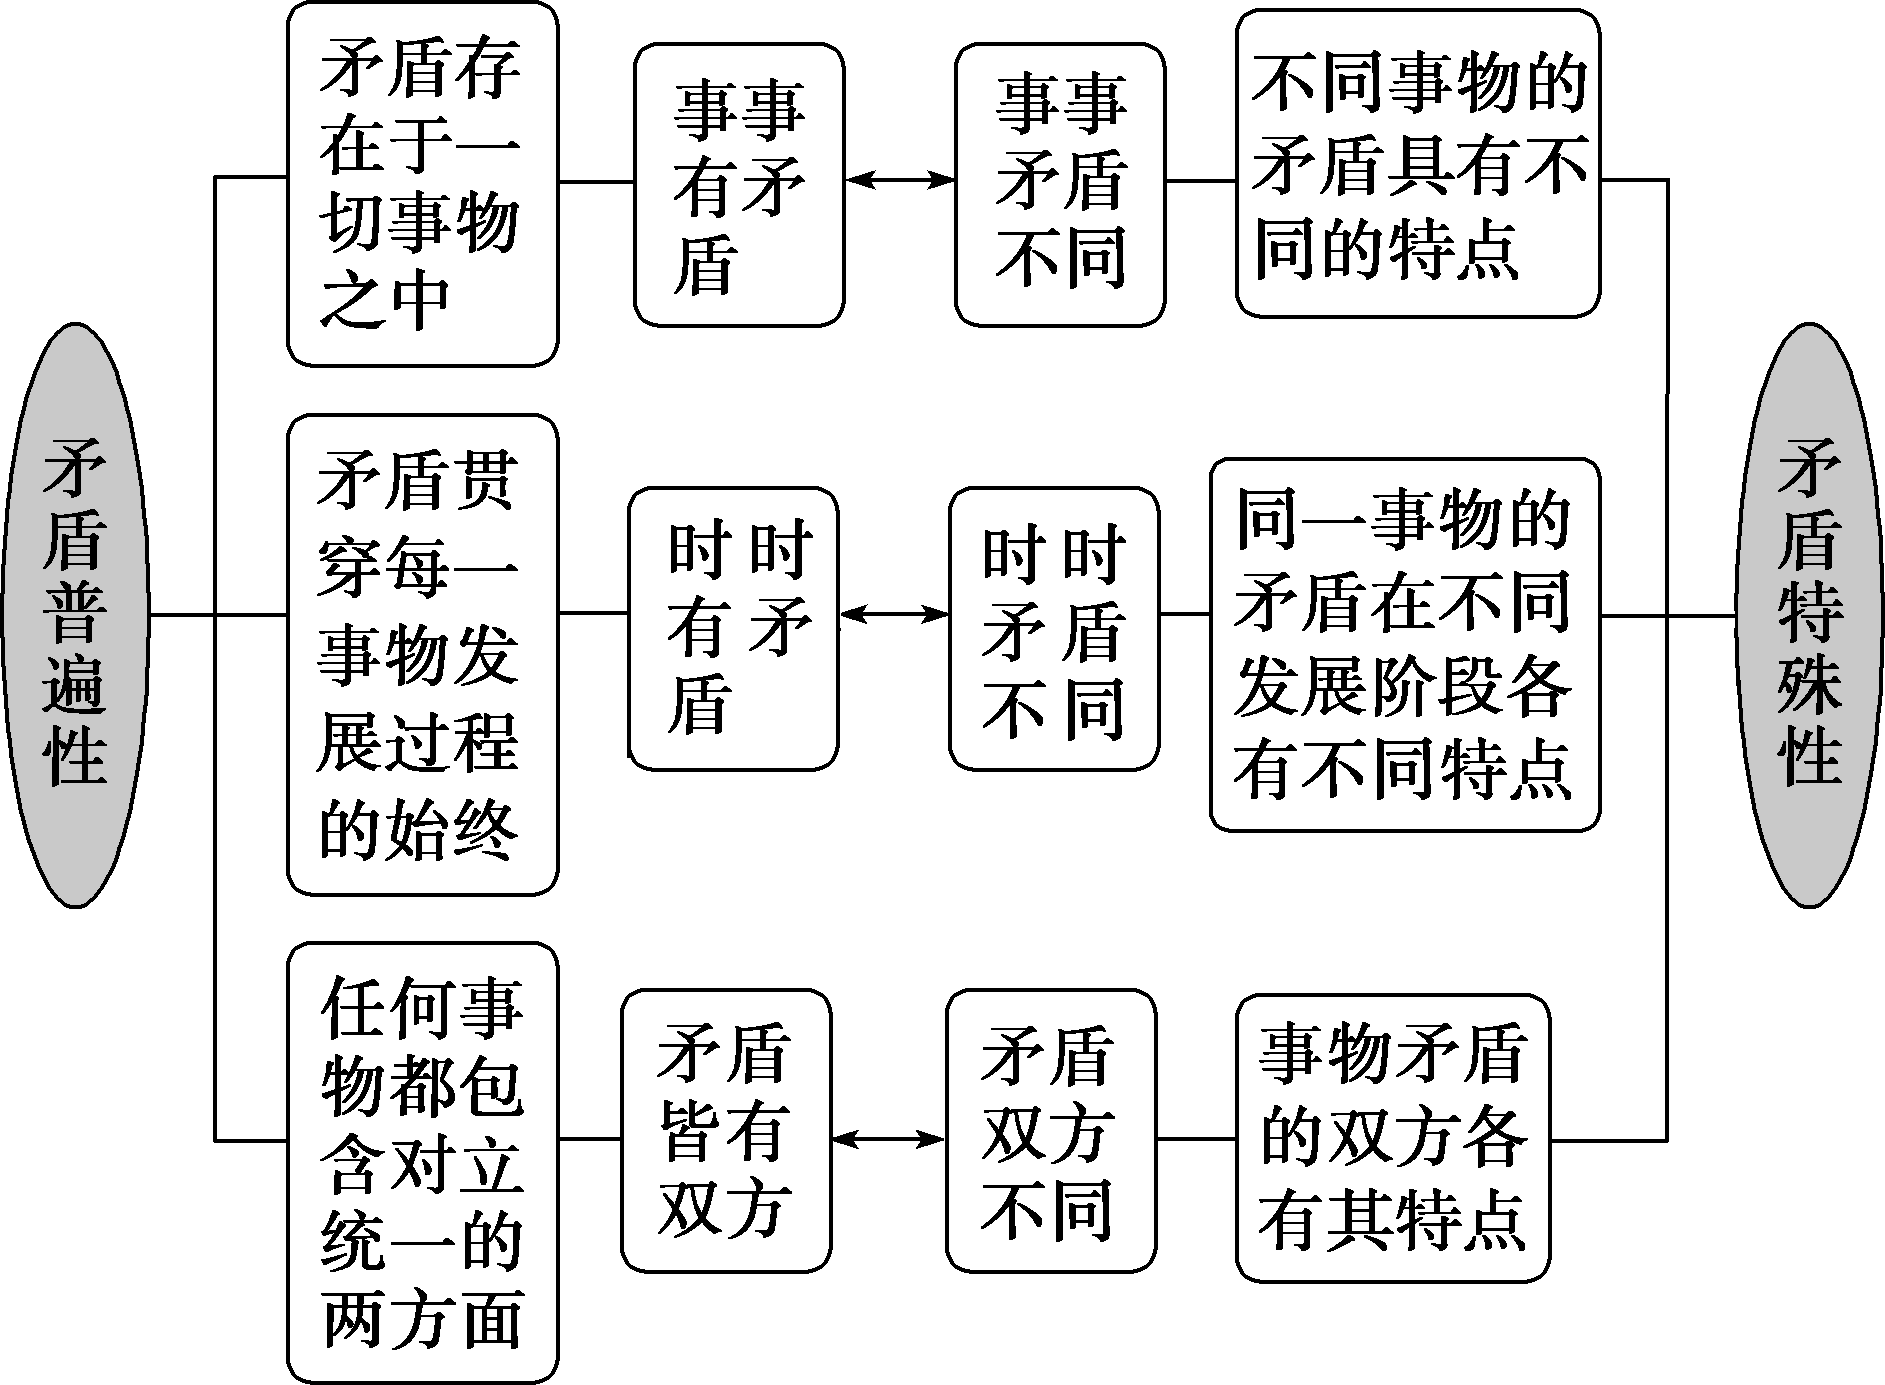 矛盾普遍性
矛盾存
在于一
切事物
之中
事事
有矛
盾
事事
矛盾
不同
不同事物的
矛盾具有不
同的特点
矛盾贯
穿每一
事物发
展过程
的始终
时时
有矛
盾
时时
矛盾
不同
同一事物的
矛盾在不同
发展阶段各
有不同特点
任何事
物都包
含对立
统一的
两方面
矛盾
皆有
双方
矛盾
双方
不同
事物矛盾
的双方各
有其特点
矛盾特殊性